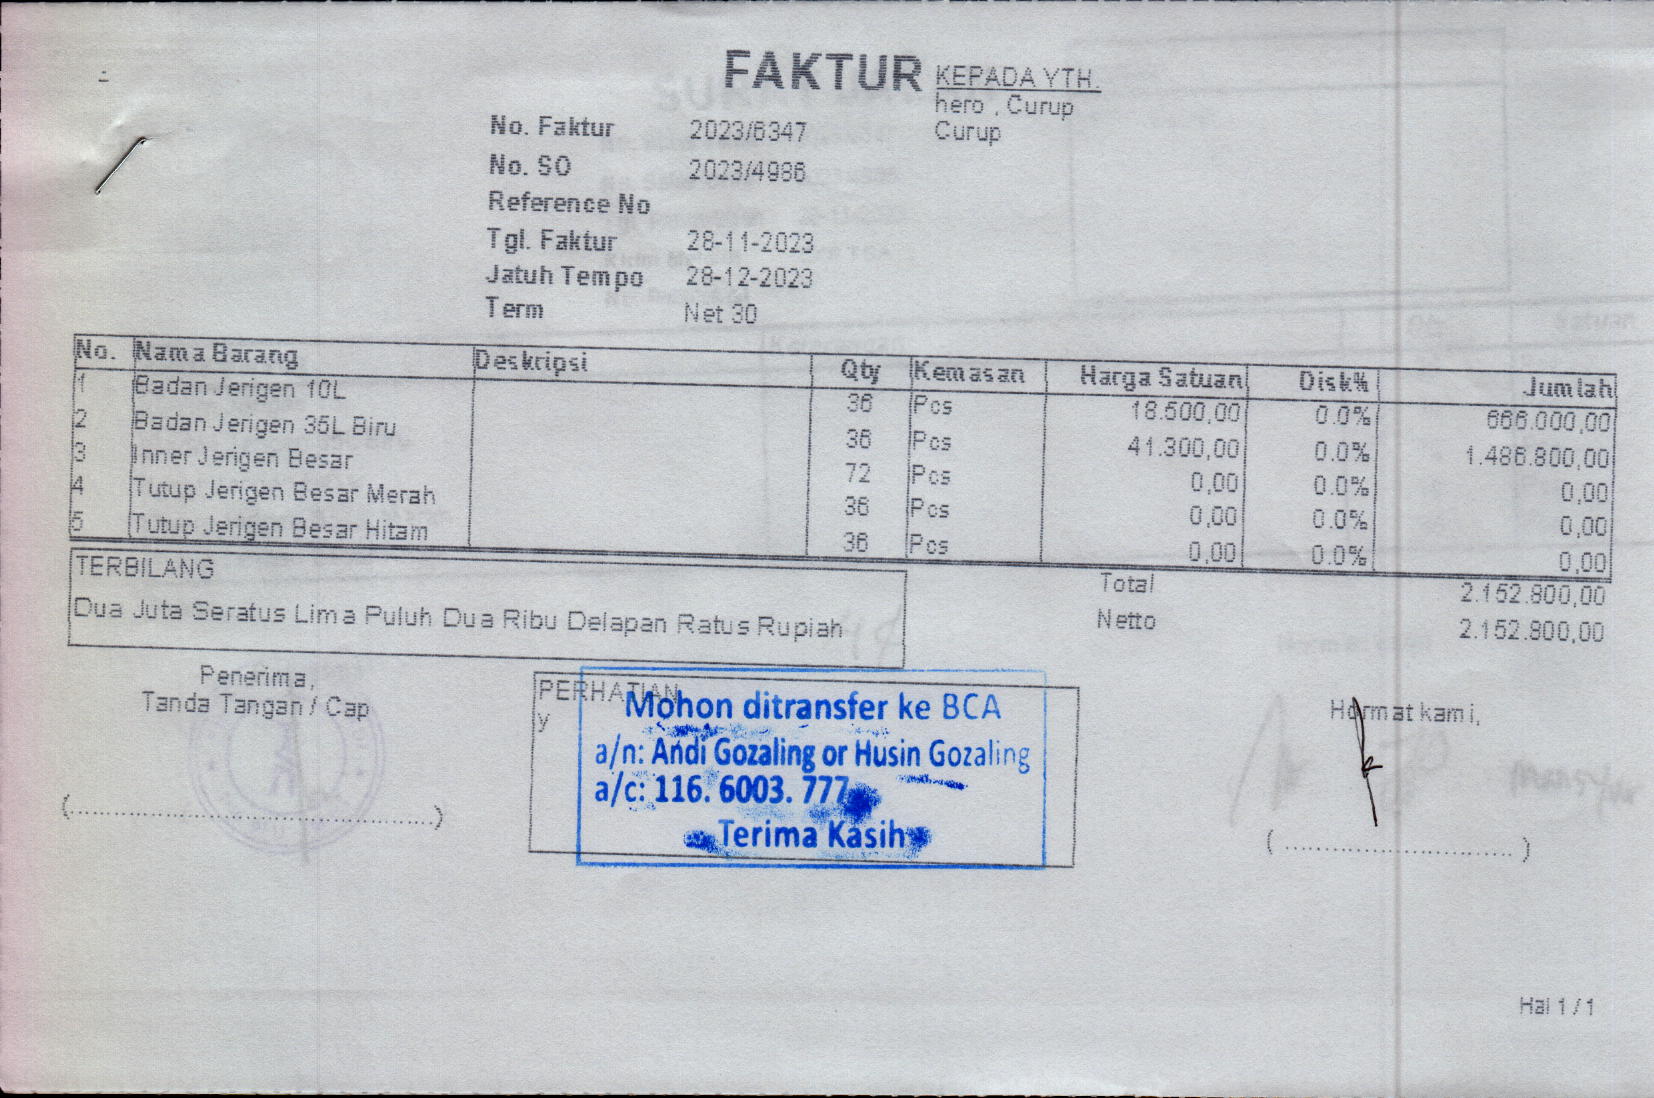 FAKTUR
KEPADA YTH.
hero , Curup
Curup
No. Faktur 2023/6347
No. SO 2023/4986
Reference No
Tgl. Faktur 28-11-2023
Jatuh Tempo 28-12-2023
Term Net 30
No. Nama Barang Deskripsi Qty Kemasan Harga Satuan Disk% Jumlah
1 Badan Jerigen 10L 36 Pcs 18.500,00 0.0% 666.000,00
2 Badan Jerigen 35L Biru 36 Pcs 41.300,00 0.0% 1.486.800,00
3 Inner Jerigen Besar 72 Pcs 0,00 0.0% 0,00
4 Tutup Jerigen Besar Merah 36 Pcs 0,00 0.0% 0,00
5 Tutup Jerigen Besar Hitam 36 Pcs 0,00 0.0% 0,00
TERBILANG
Dua Juta Seratus Lima Puluh Dua Ribu Delapan Ratus Rupiah
Total 2.152.800,00
Netto 2.152.800,00
Penerima,
Tanda Tangan / Cap
(............................................)
PERHATIAN
y
Mohon ditransfer ke BCA
a/n: Andi Gozaling or Husin Gozaling
a/c: 116. 6003. 777
Terima Kasih
Hormat kami,
( ............................ )
Hal 1 / 1